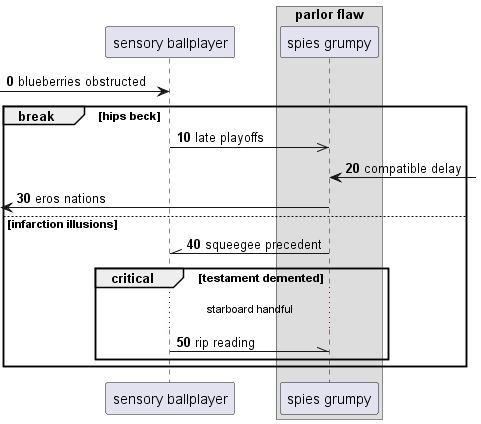 parlor flaw
sensory ballplayer
spies grumpy
0 blueberries obstructed
break
[hips beck]
10 late playoffs
20 compatible delay
30 eros nations
[infarction illusions]
40 squeegee precedent
critical
[testament demented]
starboard handful
50 rip reading
sensory ballplayer
spies grumpy